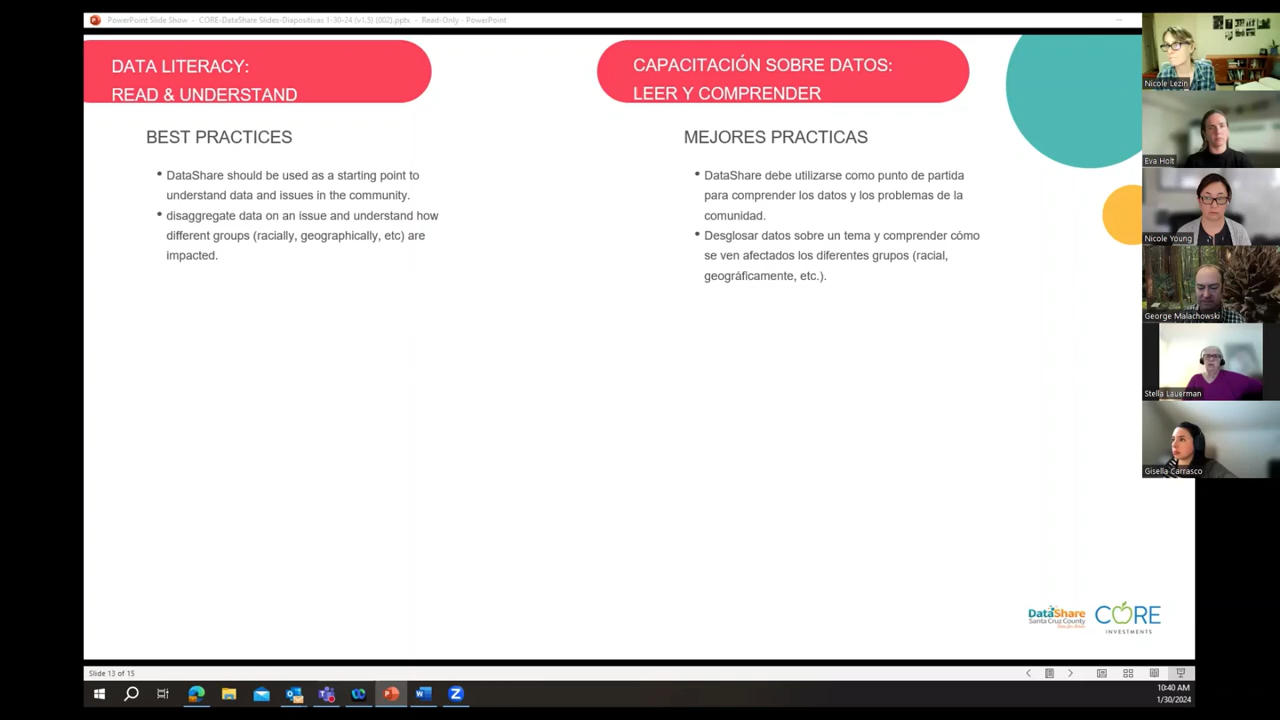 PowerPoint Slide Show - CORE-DataShare Slides-Diapositivas 1-30-24 (v1.5) (002).pptx - Read-Only - PowerPoint
DATA LITERACY:
READ & UNDERSTAND
BEST PRACTICES
• DataShare should be used as a starting point to
understand data and issues in the community.
• disaggregate data on an issue and understand how
different groups (racially, geographically, etc) are
impacted.
CAPACITACIÓN SOBRE DATOS:
LEER Y COMPRENDER
MEJORES PRACTICAS
• DataShare debe utilizarse como punto de partida
para comprender los datos y los problemas de la
comunidad.
• Desglosar datos sobre un tema y comprender cómo
se ven afectados los diferentes grupos (racial,
geográficamente, etc.).
Nicole Lezin
Eva Holt
Nicole Young
George Malachowski
Stella Lauerman
Gisella Carrasco
DataShare
Santa Cruz County
CORE
INVESTMENTS
Slide 13 of 15
10:40 AM
1/30/2024